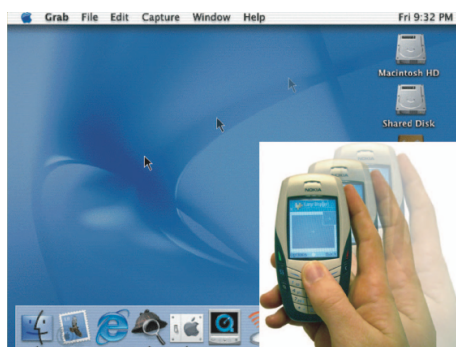 Grab File Edit Capture Window Help Fri 9:32 PM
Macintosh HD
Shared Disk
NOKIA